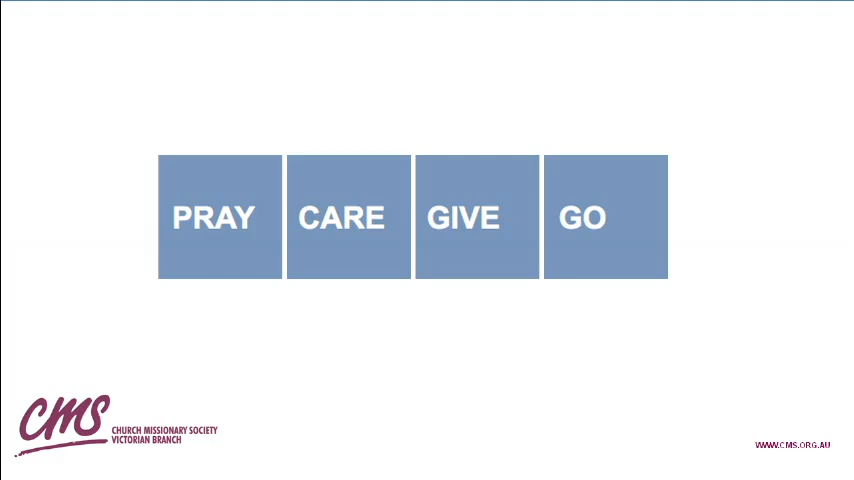 PRAY CARE GIVE GO
CMS
CHURCH MISSIONARY SOCIETY
VICTORIAN BRANCH
WWW.CMS.ORG.AU